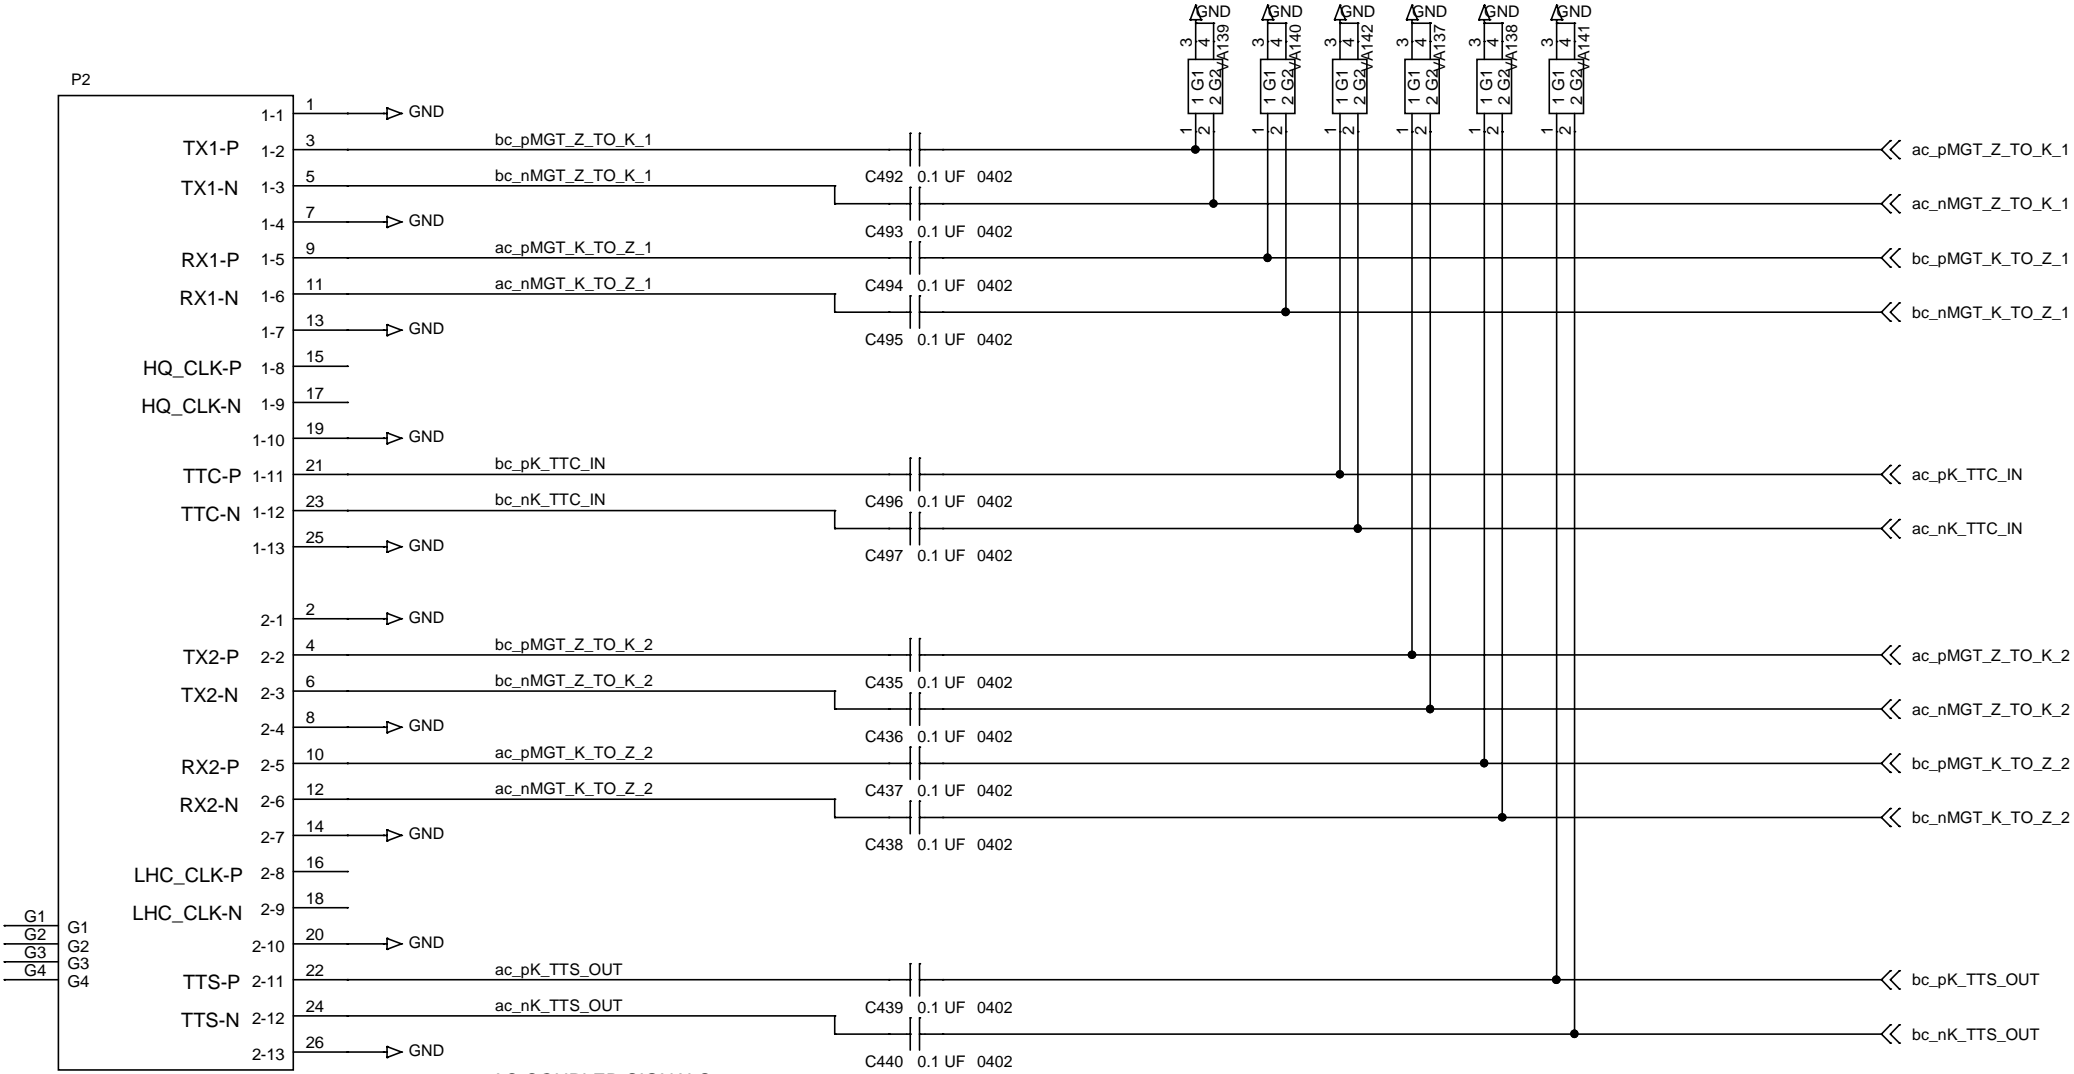 GND GND GND GND GND GND
3 4 VA139 3 4 VA140 3 4 VA142 3 4 VA137 3 4 VA138 3 4 VA141
1 G1 2 G2 1 G1 2 G2 1 G1 2 G2 1 G1 2 G2 1 G1 2 G2 1 G1 2 G2
1 2 1 2 1 2 1 2 1 2 1 2
P2
1-1 1 GND
TX1-P 1-2 3 bc_pMGT_Z_TO_K_1 ac_pMGT_Z_TO_K_1
C492 0.1 UF 0402
TX1-N 1-3 5 bc_nMGT_Z_TO_K_1 ac_nMGT_Z_TO_K_1
1-4 7 GND
C493 0.1 UF 0402
RX1-P 1-5 9 ac_pMGT_K_TO_Z_1 bc_pMGT_K_TO_Z_1
C494 0.1 UF 0402
RX1-N 1-6 11 ac_nMGT_K_TO_Z_1 bc_nMGT_K_TO_Z_1
1-7 13 GND
C495 0.1 UF 0402
HQ_CLK-P 1-8 15
HQ_CLK-N 1-9 17
1-10 19 GND
TTC-P 1-11 21 bc_pK_TTC_IN ac_pK_TTC_IN
C496 0.1 UF 0402
TTC-N 1-12 23 bc_nK_TTC_IN ac_nK_TTC_IN
1-13 25 GND
C497 0.1 UF 0402
2-1 2 GND
TX2-P 2-2 4 bc_pMGT_Z_TO_K_2 ac_pMGT_Z_TO_K_2
C435 0.1 UF 0402
TX2-N 2-3 6 bc_nMGT_Z_TO_K_2 ac_nMGT_Z_TO_K_2
2-4 8 GND
C436 0.1 UF 0402
RX2-P 2-5 10 ac_pMGT_K_TO_Z_2 bc_pMGT_K_TO_Z_2
C437 0.1 UF 0402
RX2-N 2-6 12 ac_nMGT_K_TO_Z_2 bc_nMGT_K_TO_Z_2
2-7 14 GND
C438 0.1 UF 0402
LHC_CLK-P 2-8 16
LHC_CLK-N 2-9 18
G1 G1
G2 G2
G3 G3
G4 G4
2-10 20 GND
TTS-P 2-11 22 ac_pK_TTS_OUT bc_pK_TTS_OUT
C439 0.1 UF 0402
TTS-N 2-12 24 ac_nK_TTS_OUT bc_nK_TTS_OUT
2-13 26 GND
C440 0.1 UF 0402